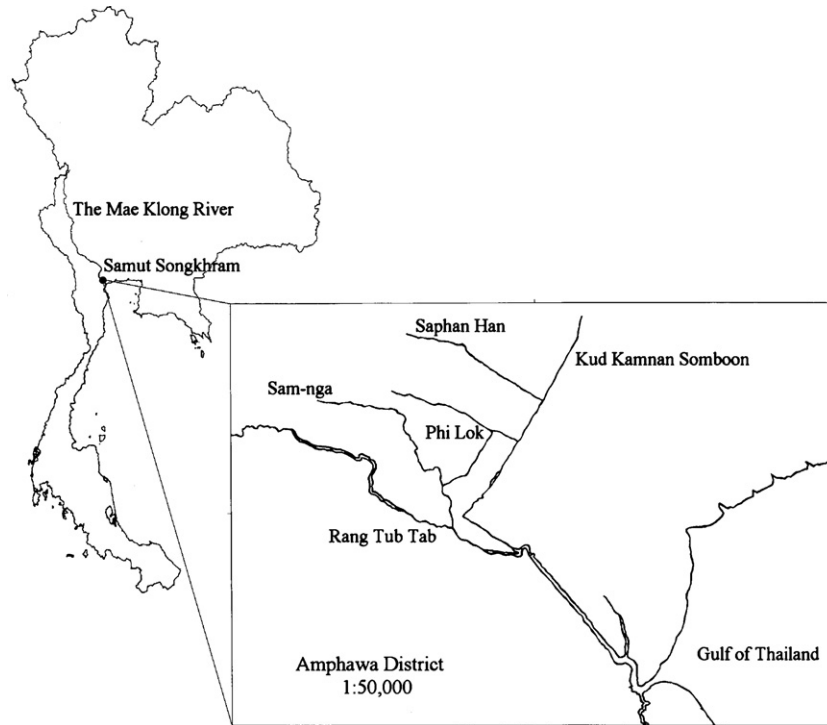 The Mae Klong River
Samut Songkhram
Saphan Han
Kud Kamnan Somboon
Sam-nga
Phi Lok
Rang Tub Tab
Gulf of Thailand
Amphawa District
1:50,000